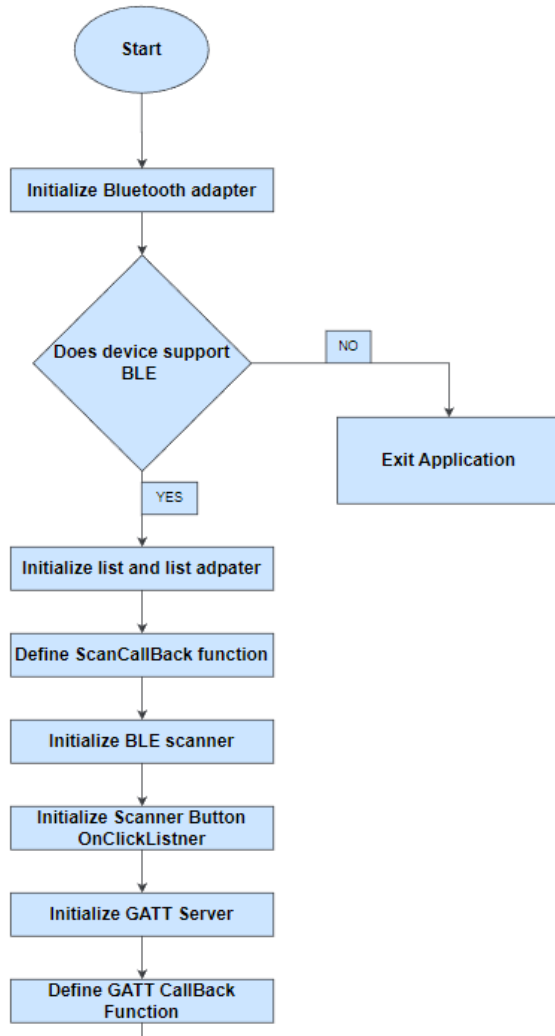 Start
Initialize Bluetooth adapter
Does device support
BLE
NO
Exit Application
YES
Initialize list and list adpater
Define ScanCallBack function
Initialize BLE scanner
Initialize Scanner Button
OnClickListner
Initialize GATT Server
Define GATT CallBack
Function